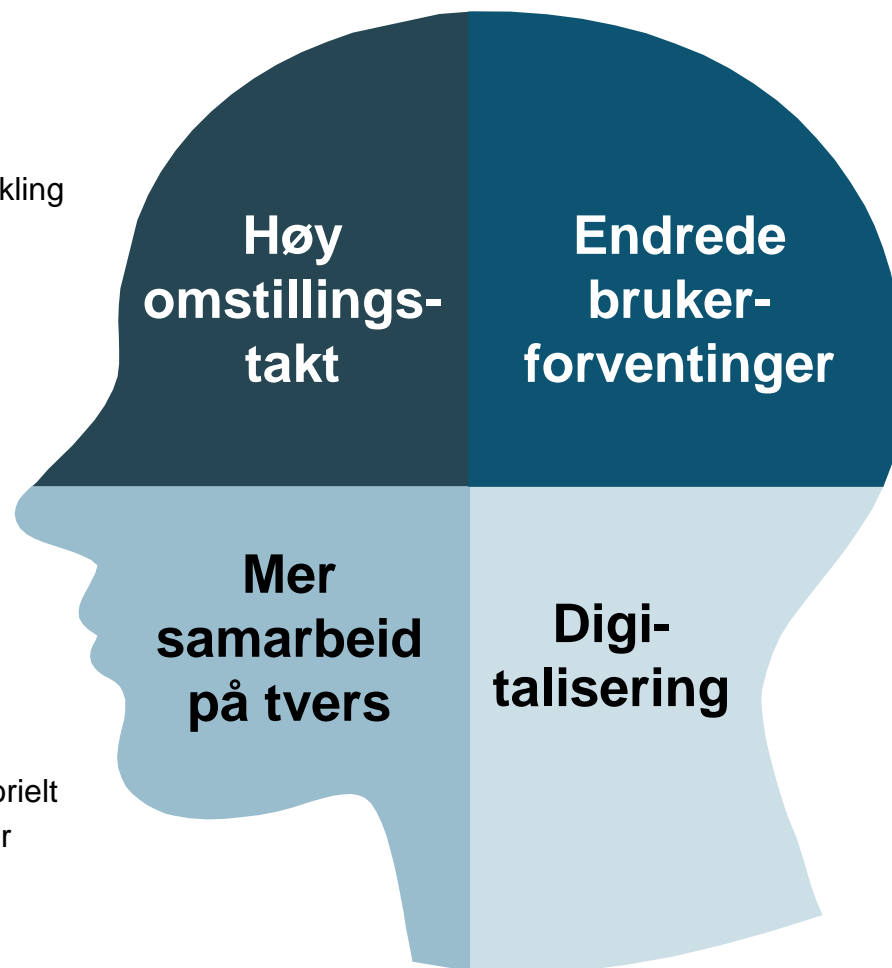 Høy
omstillings-
takt
Endrede
bruker-
forventinger
Mer
samarbeid
på tvers
Digi-
talisering